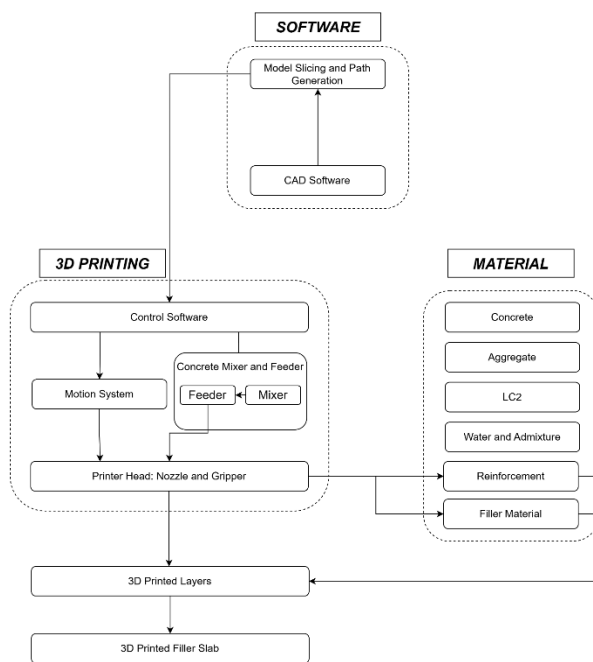 SOFTWARE
Model Slicing and Path
Generation
CAD Software
3D PRINTING
MATERIAL
Control Software
Concrete Mixer and Feeder
Feeder
Mixer
Motion System
Printer Head: Nozzle and Gripper
Concrete
Aggregate
LC2
Water and Admixture
Reinforcement
Filler Material
3D Printed Layers
3D Printed Filler Slab